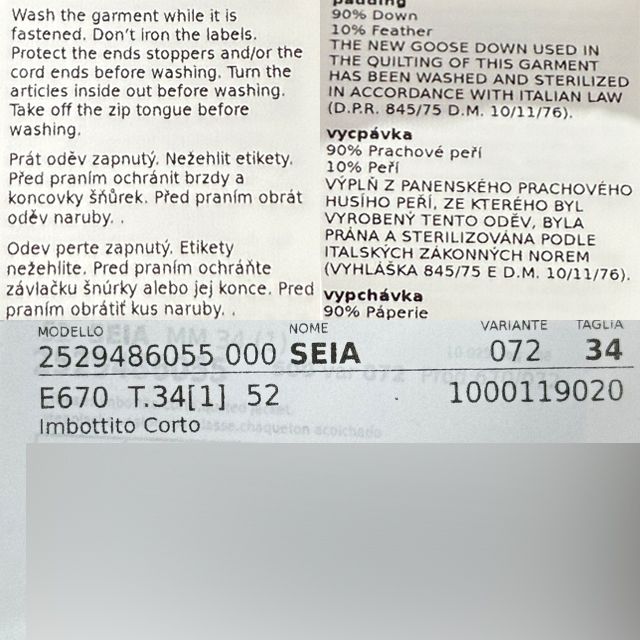 Wash the garment while it is
fastened. Don't iron the labels.
Protect the ends stoppers and/or the
cord ends before washing. Turn the
articles inside out before washing.
Take off the zip tongue before
washing.
Prát oděv zapnutý. Nežehlit etikety.
Před praním ochránit brzdy a
koncovky šňůrek. Před praním obrát
oděv naruby. .
Odev perte zapnutý. Etikety
nežehlite. Pred praním ochráňte
závlačku šnúrky alebo jej konce. Pred
praním obrátiť kus naruby. .
padding
90% Down
10% Feather
THE NEW GOOSE DOWN USED IN
THE QUILTING OF THIS GARMENT
HAS BEEN WASHED AND STERILIZED
IN ACCORDANCE WITH ITALIAN LAW
(D.P.R. 845/75 D.M. 10/11/76).
vycpávka
90% Prachové peří
10% Peří
VÝPLŇ Z PANENSKÉHO PRACHOVÉHO
HUSÍHO PEŘÍ, ZE KTERÉHO BYL
VYROBENÝ TENTO ODĚV, BYLA
PRÁNA A STERILIZOVÁNA PODLE
ITALSKÝCH ZÁKONNÝCH NOREM
(VYHLÁŠKA 845/75 E D.M. 10/11/76).
vypchávka
90% Páperie
MODELLO NOME VARIANTE TAGLIA
2529486055 000 SEIA 072 34
E670 T.34[1] 52 1000119020
Imbottito Corto